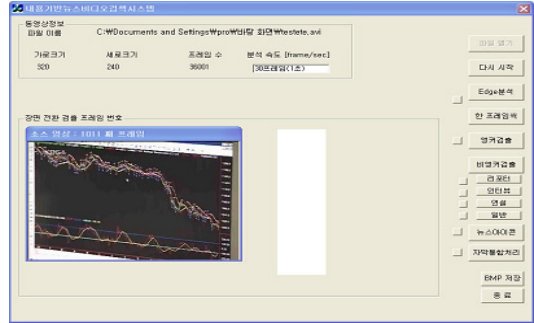 내용기반뉴스비디오검색시스템
동영상정보
파일 이름 C:₩Documents and Settings₩pro₩바탕 화면₩testete.avi
가로크기 세로크기 프레임 수 분석 속도 [frame/sec]
320 240 36001 30프레임(1초)
장면 전환 검출 프레임 번호
소스 영상 : 1011 째 프레임
파일 열기
다시 시작
Edge분석
한 프레임씩
앵커검출
비앵커검출
리포터
인터뷰
연설
일반
뉴스아이콘
자막통합처리
BMP 저장
종 료